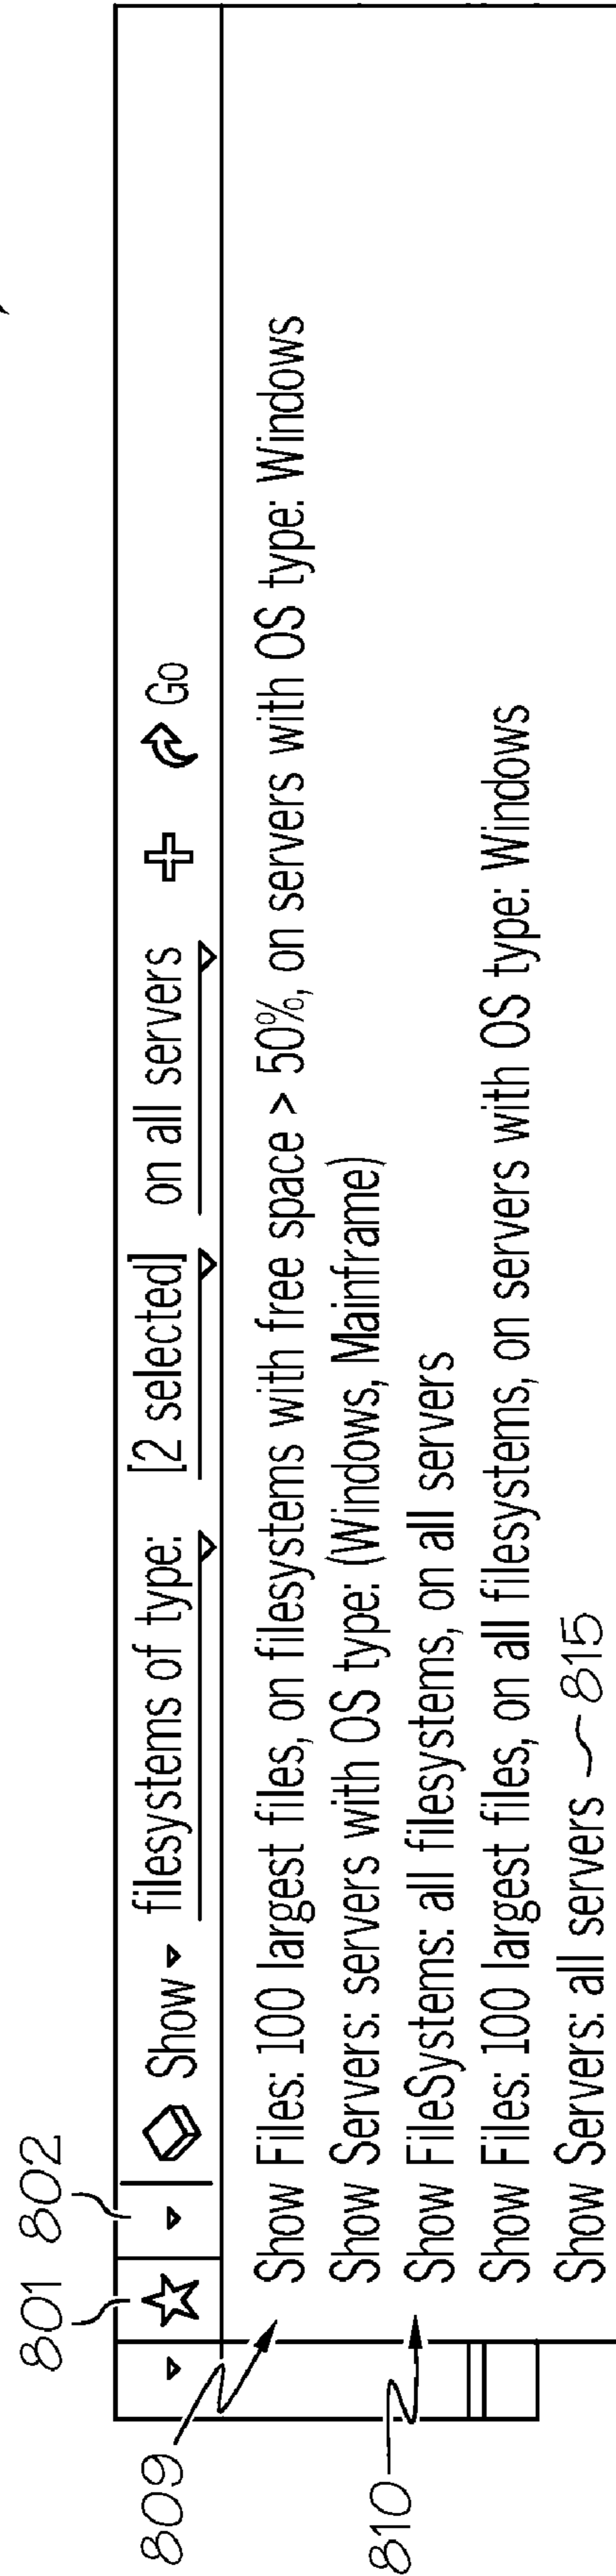 801 802
Show filesystems of type: [2 selected] on all servers Go
809
Show Files: 100 largest files, on filesystems with free space > 50%, on servers with OS type: Windows
Show Servers: servers with OS type: (Windows, Mainframe)
810
Show FileSystems: all filesystems, on all servers
Show Files: 100 largest files, on all filesystems, on servers with OS type: Windows
Show Servers: all servers 815